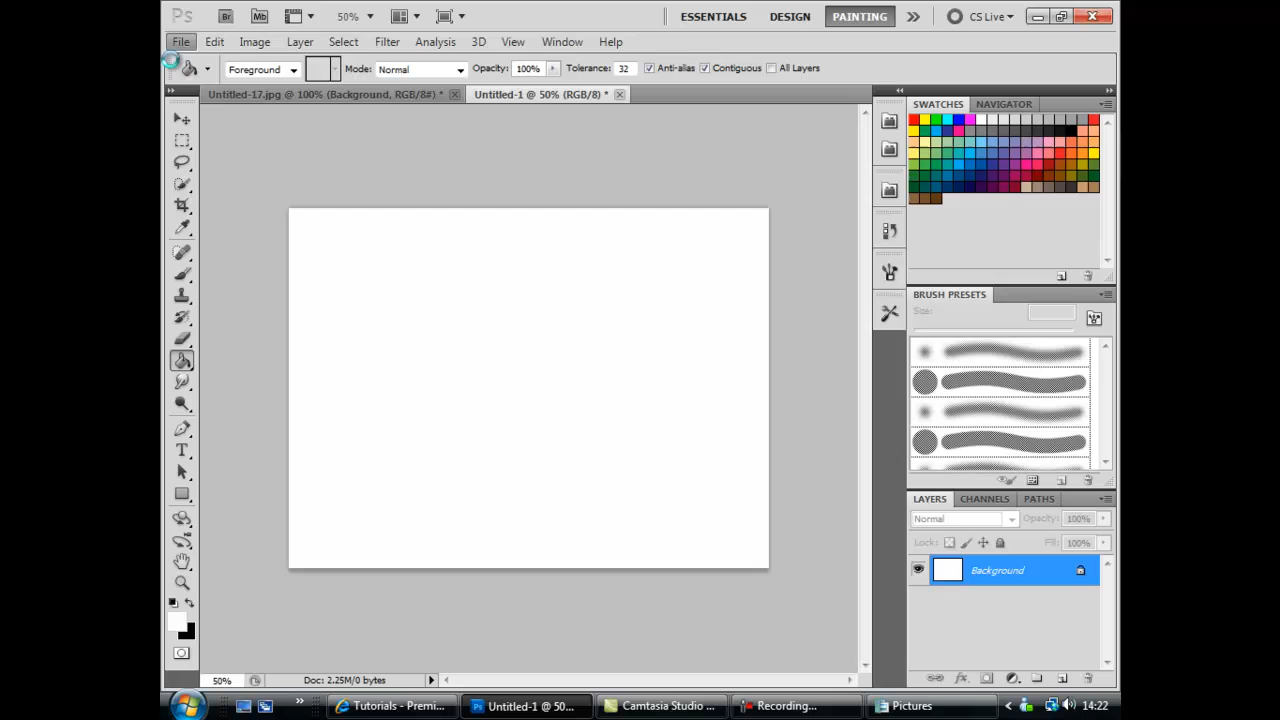 Ps Br Mb 50% ESSENTIALS DESIGN PAINTING CS Live
File Edit Image Layer Select Filter Analysis 3D View Window Help
Foreground Mode: Normal Opacity: 100% Tolerance: 32 Anti-alias Contiguous All Layers
Untitled-17.jpg @ 100% (Background, RGB/8#) * Untitled-1 @ 50% (RGB/8) *
SWATCHES NAVIGATOR
BRUSH PRESETS
Size:
LAYERS CHANNELS PATHS
Normal Opacity: 100%
Lock: Fill: 100%
Background
50% Doc: 2.25M/0 bytes
Tutorials - Premi... Untitled-1 @ 50... Camtasia Studio ... Recording... Pictures 14:22